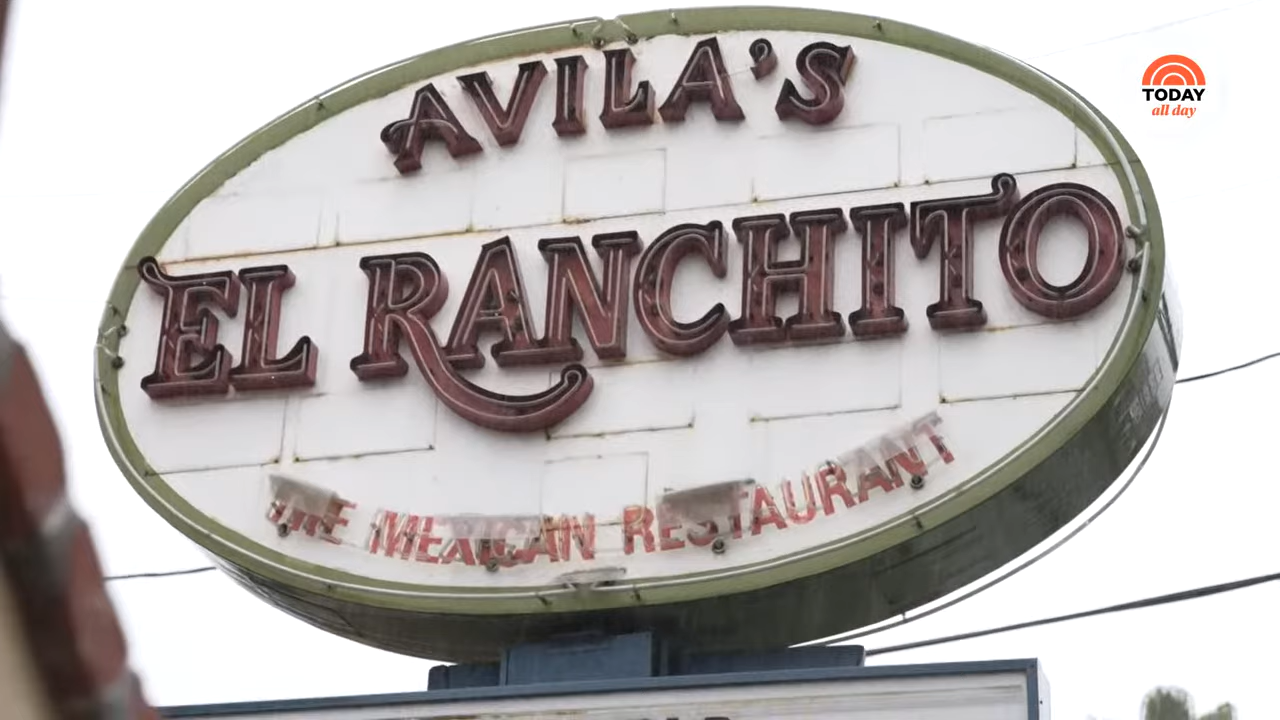 AVILA'S
EL RANCHITO
THE MEXICAN RESTAURANT
TODAY
all day